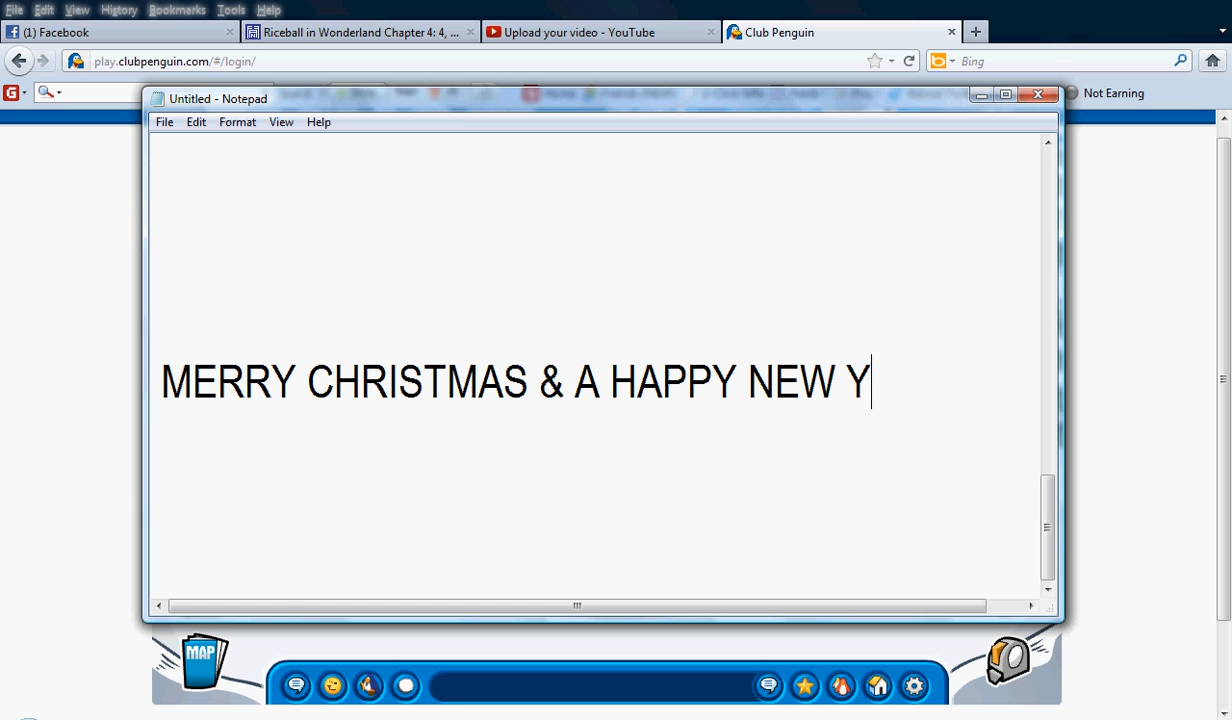 File Edit View History Bookmarks Tools Help
(1) Facebook
Riceball in Wonderland Chapter 4: 4, ...
Upload your video - YouTube
Club Penguin
play.clubpenguin.com/#/login/
Bing
Not Earning
Untitled - Notepad
File Edit Format View Help
MERRY CHRISTMAS & A HAPPY NEW Y
MAP